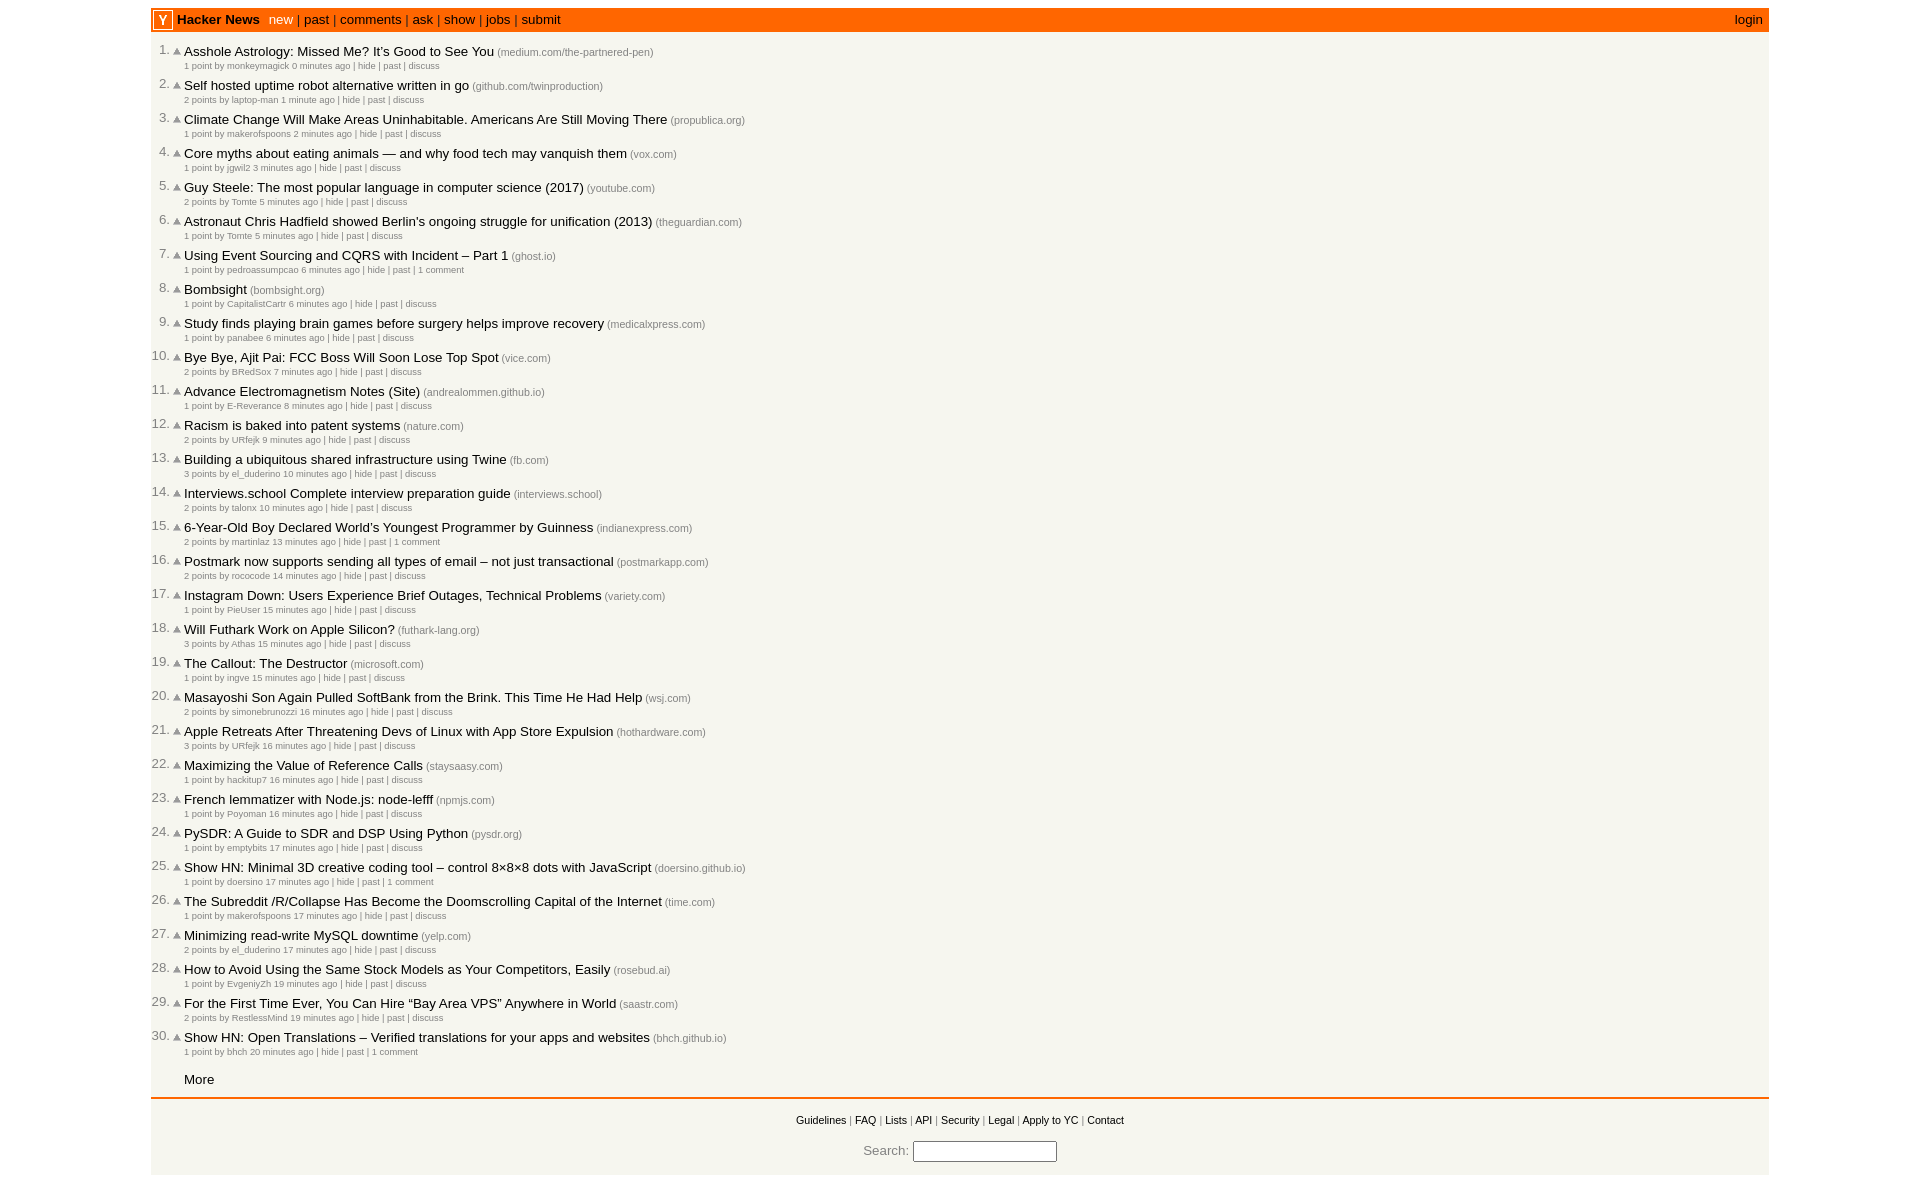 Y Hacker News new | past | comments | ask | show | jobs | submit login
1. Asshole Astrology: Missed Me? It’s Good to See You (medium.com/the-partnered-pen)
1 point by monkeymagick 0 minutes ago | hide | past | discuss
2. Self hosted uptime robot alternative written in go (github.com/twinproduction)
2 points by laptop-man 1 minute ago | hide | past | discuss
3. Climate Change Will Make Areas Uninhabitable. Americans Are Still Moving There (propublica.org)
1 point by makerofspoons 2 minutes ago | hide | past | discuss
4. Core myths about eating animals — and why food tech may vanquish them (vox.com)
1 point by jgwil2 3 minutes ago | hide | past | discuss
5. Guy Steele: The most popular language in computer science (2017) (youtube.com)
2 points by Tomte 5 minutes ago | hide | past | discuss
6. Astronaut Chris Hadfield showed Berlin's ongoing struggle for unification (2013) (theguardian.com)
1 point by Tomte 5 minutes ago | hide | past | discuss
7. Using Event Sourcing and CQRS with Incident – Part 1 (ghost.io)
1 point by pedroassumpcao 6 minutes ago | hide | past | 1 comment
8. Bombsight (bombsight.org)
1 point by CapitalistCartr 6 minutes ago | hide | past | discuss
9. Study finds playing brain games before surgery helps improve recovery (medicalxpress.com)
1 point by panabee 6 minutes ago | hide | past | discuss
10. Bye Bye, Ajit Pai: FCC Boss Will Soon Lose Top Spot (vice.com)
2 points by BRedSox 7 minutes ago | hide | past | discuss
11. Advance Electromagnetism Notes (Site) (andrealommen.github.io)
1 point by E-Reverance 8 minutes ago | hide | past | discuss
12. Racism is baked into patent systems (nature.com)
2 points by URfejk 9 minutes ago | hide | past | discuss
13. Building a ubiquitous shared infrastructure using Twine (fb.com)
3 points by el_duderino 10 minutes ago | hide | past | discuss
14. Interviews.school Complete interview preparation guide (interviews.school)
2 points by talonx 10 minutes ago | hide | past | discuss
15. 6-Year-Old Boy Declared World’s Youngest Programmer by Guinness (indianexpress.com)
2 points by martinlaz 13 minutes ago | hide | past | 1 comment
16. Postmark now supports sending all types of email – not just transactional (postmarkapp.com)
2 points by rococode 14 minutes ago | hide | past | discuss
17. Instagram Down: Users Experience Brief Outages, Technical Problems (variety.com)
1 point by PieUser 15 minutes ago | hide | past | discuss
18. Will Futhark Work on Apple Silicon? (futhark-lang.org)
3 points by Athas 15 minutes ago | hide | past | discuss
19. The Callout: The Destructor (microsoft.com)
1 point by ingve 15 minutes ago | hide | past | discuss
20. Masayoshi Son Again Pulled SoftBank from the Brink. This Time He Had Help (wsj.com)
2 points by simonebrunozzi 16 minutes ago | hide | past | discuss
21. Apple Retreats After Threatening Devs of Linux with App Store Expulsion (hothardware.com)
3 points by URfejk 16 minutes ago | hide | past | discuss
22. Maximizing the Value of Reference Calls (staysaasy.com)
1 point by hackitup7 16 minutes ago | hide | past | discuss
23. French lemmatizer with Node.js: node-lefff (npmjs.com)
1 point by Poyoman 16 minutes ago | hide | past | discuss
24. PySDR: A Guide to SDR and DSP Using Python (pysdr.org)
1 point by emptybits 17 minutes ago | hide | past | discuss
25. Show HN: Minimal 3D creative coding tool – control 8×8×8 dots with JavaScript (doersino.github.io)
1 point by doersino 17 minutes ago | hide | past | 1 comment
26. The Subreddit /R/Collapse Has Become the Doomscrolling Capital of the Internet (time.com)
1 point by makerofspoons 17 minutes ago | hide | past | discuss
27. Minimizing read-write MySQL downtime (yelp.com)
2 points by el_duderino 17 minutes ago | hide | past | discuss
28. How to Avoid Using the Same Stock Models as Your Competitors, Easily (rosebud.ai)
1 point by EvgeniyZh 19 minutes ago | hide | past | discuss
29. For the First Time Ever, You Can Hire “Bay Area VPS” Anywhere in World (saastr.com)
2 points by RestlessMind 19 minutes ago | hide | past | discuss
30. Show HN: Open Translations – Verified translations for your apps and websites (bhch.github.io)
1 point by bhch 20 minutes ago | hide | past | 1 comment
More
Guidelines | FAQ | Lists | API | Security | Legal | Apply to YC | Contact
Search: